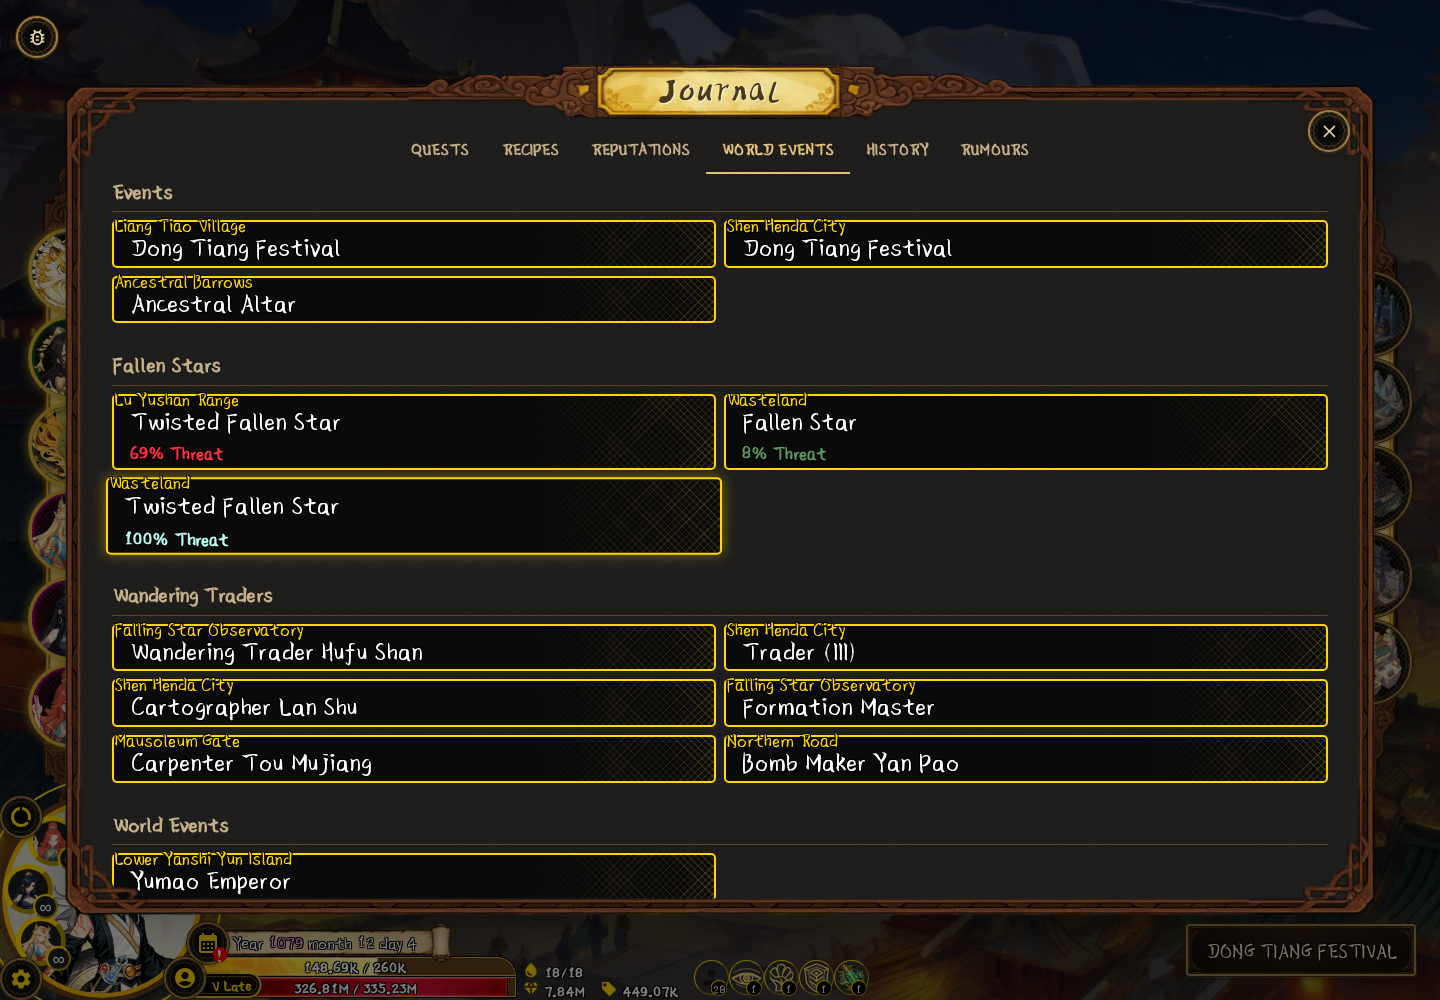 Journal
QUESTS RECIPES REPUTATIONS WORLD EVENTS HISTORY RUMOURS
Events
Liang Tiao Village
Dong Tiang Festival
Shen Henda City
Dong Tiang Festival
Ancestral Barrows
Ancestral Altar
Fallen Stars
Lu Yushan Range
Twisted Fallen Star
69% Threat
Wasteland
Fallen Star
8% Threat
Wasteland
Twisted Fallen Star
100% Threat
Wandering Traders
Falling Star Observatory
Wandering Trader Hufu Shan
Shen Henda City
Trader (III)
Shen Henda City
Cartographer Lan Shu
Falling Star Observatory
Formation Master
Mausoleum Gate
Carpenter Tou Mujiang
Northern Road
Bomb Maker Yan Pao
World Events
Lower Yanshi Yun Island
Yumao Emperor
Year 1079 month 12 day 4
148.69K / 260K
V Late
326.81M / 335.23M
18/18
7.84M 449.07K
28 1 1 1 1
∞
∞
DONG TIANG FESTIVAL